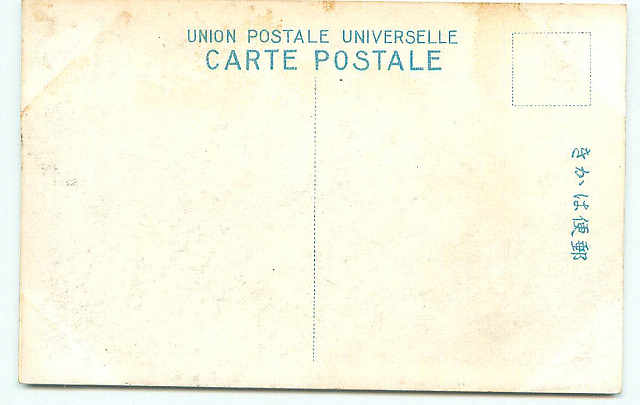 UNION POSTALE UNIVERSELLE
CARTE POSTALE
郵便はかき